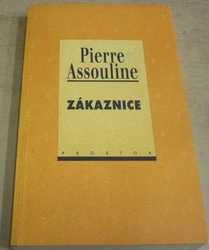 Pierre
Assouline
ZÁKAZNICE
PROSTOR